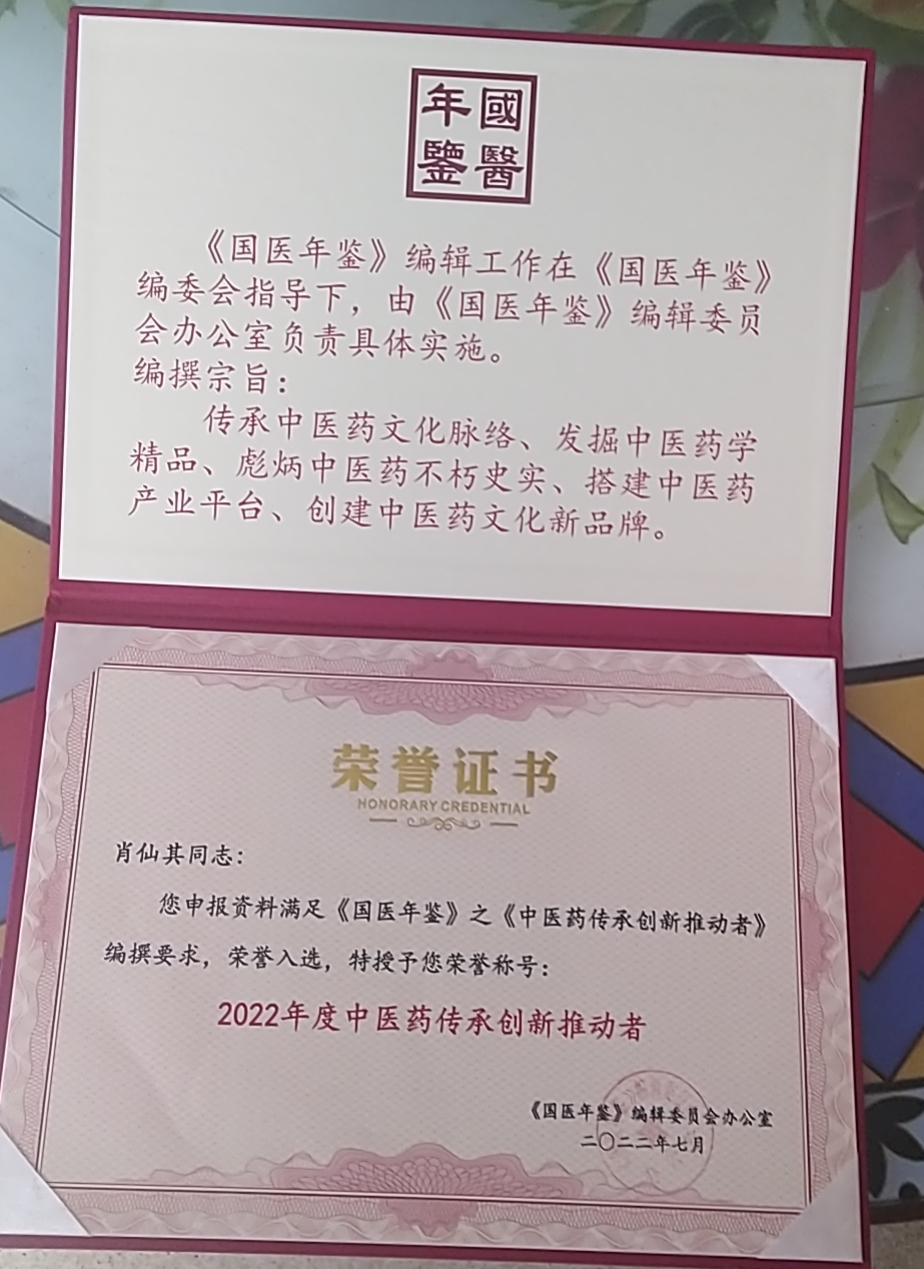 國醫年鑒
《国医年鉴》编辑工作在《国医年鉴》
编委会指导下，由《国医年鉴》编辑委员
会办公室负责具体实施。
编撰宗旨：
传承中医药文化脉络、发掘中医药学
精品、彪炳中医药不朽史实、搭建中医药
产业平台、创建中医药文化新品牌。
荣誉证书
HONORARY CREDENTIAL
肖仙其同志：
您申报资料满足《国医年鉴》之《中医药传承创新推动者》
编撰要求，荣誉入选，特授予您荣誉称号：
2022年度中医药传承创新推动者
《国医年鉴》编辑委员会办公室
二〇二二年七月